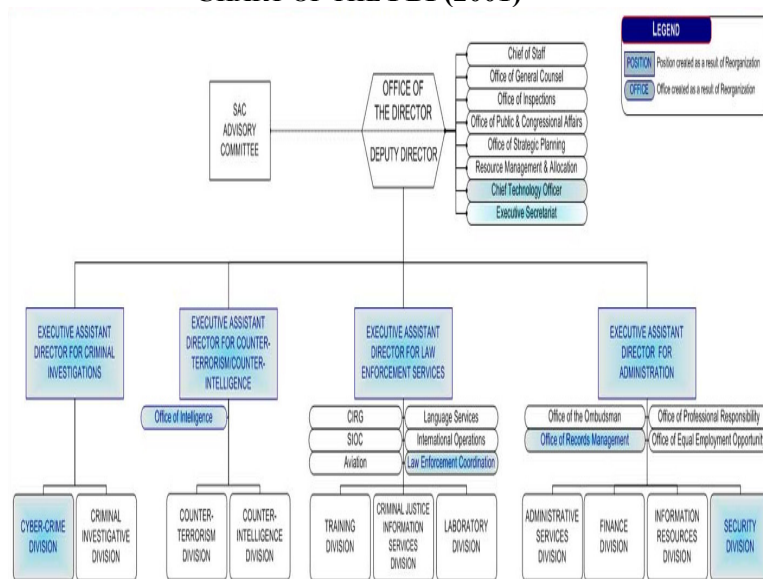 CHART OF THE FBI (2001)
LEGEND
POSITION Position created as a result of Reorganization
OFFICE Office created as a result of Reorganization
SAC
ADVISORY
COMMITTEE
OFFICE OF
THE DIRECTOR
DEPUTY DIRECTOR
Chief of Staff
Office of General Counsel
Office of Inspections
Office of Public & Congressional Affairs
Office of Strategic Planning
Resource Management & Allocation
Chief Technology Officer
Executive Secretariat
EXECUTIVE ASSISTANT
DIRECTOR FOR CRIMINAL
INVESTIGATIONS
EXECUTIVE ASSISTANT
DIRECTOR FOR COUNTER-
TERRORISM/COUNTER-
INTELLIGENCE
EXECUTIVE ASSISTANT
DIRECTOR FOR LAW
ENFORCEMENT SERVICES
EXECUTIVE ASSISTANT
DIRECTOR FOR
ADMINISTRATION
Office of Intelligence
CIRG
Language Services
SIOC
International Operations
Aviation
Law Enforcement Coordination
Office of the Ombudsman
Office of Professional Responsibility
Office of Records Management
Office of Equal Employment Opportunity
CYBER-CRIME
DIVISION
CRIMINAL
INVESTIGATIVE
DIVISION
COUNTER-
TERRORISM
DIVISION
COUNTER-
INTELLIGENCE
DIVISION
TRAINING
DIVISION
CRIMINAL JUSTICE
INFORMATION
SERVICES
DIVISION
LABORATORY
DIVISION
ADMINISTRATIVE
SERVICES
DIVISION
FINANCE
DIVISION
INFORMATION
RESOURCES
DIVISION
SECURITY
DIVISION